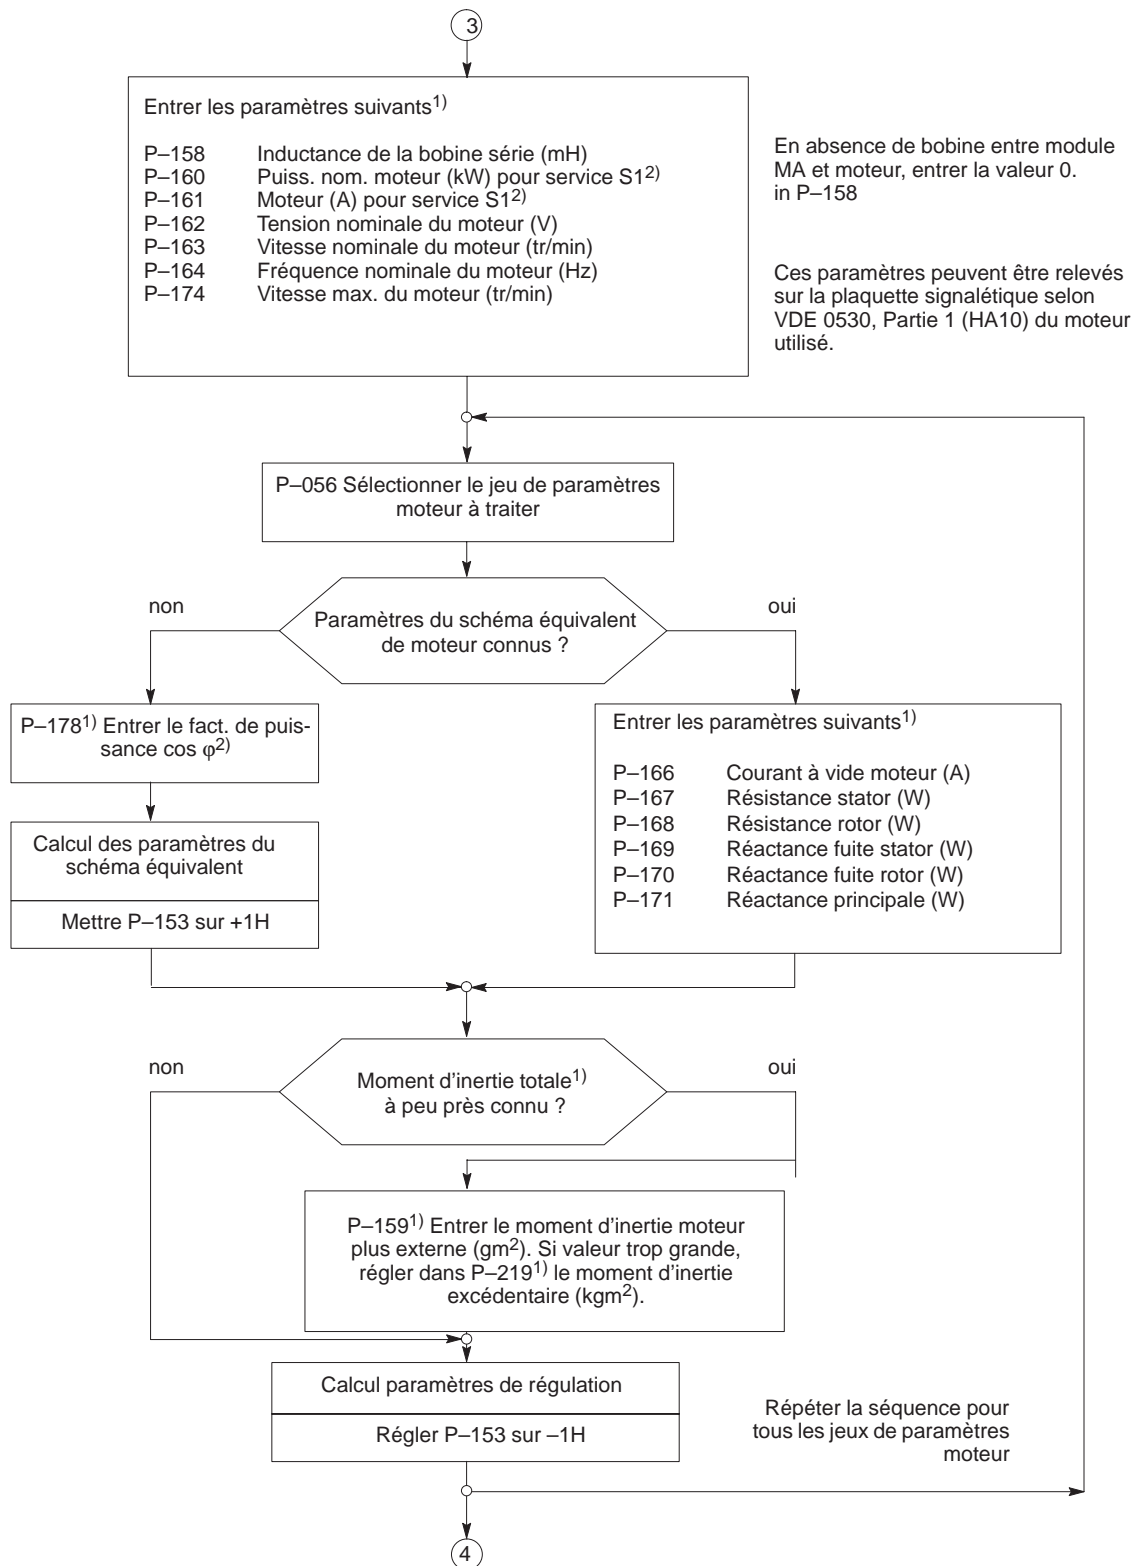 3
Entrer les paramètres suivants1)
P–158 Inductance de la bobine série (mH)
P–160 Puiss. nom. moteur (kW) pour service S12)
P–161 Moteur (A) pour service S12)
P–162 Tension nominale du moteur (V)
P–163 Vitesse nominale du moteur (tr/min)
P–164 Fréquence nominale du moteur (Hz)
P–174 Vitesse max. du moteur (tr/min)
En absence de bobine entre module
MA et moteur, entrer la valeur 0.
in P–158
Ces paramètres peuvent être relevés
sur la plaquette signalétique selon
VDE 0530, Partie 1 (HA10) du moteur
utilisé.
P–056 Sélectionner le jeu de paramètres
moteur à traiter
non
Paramètres du schéma équivalent
de moteur connus ?
oui
P–1781) Entrer le fact. de puis-
sance cos φ2)
Calcul des paramètres du
schéma équivalent
Mettre P–153 sur +1H
Entrer les paramètres suivants1)
P–166 Courant à vide moteur (A)
P–167 Résistance stator (W)
P–168 Résistance rotor (W)
P–169 Réactance fuite stator (W)
P–170 Réactance fuite rotor (W)
P–171 Réactance principale (W)
non
Moment d'inertie totale1)
à peu près connu ?
oui
P–1591) Entrer le moment d'inertie moteur
plus externe (gm2). Si valeur trop grande,
régler dans P–2191) le moment d'inertie
excédentaire (kgm2).
Calcul paramètres de régulation
Régler P–153 sur –1H
Répéter la séquence pour
tous les jeux de paramètres
moteur
4